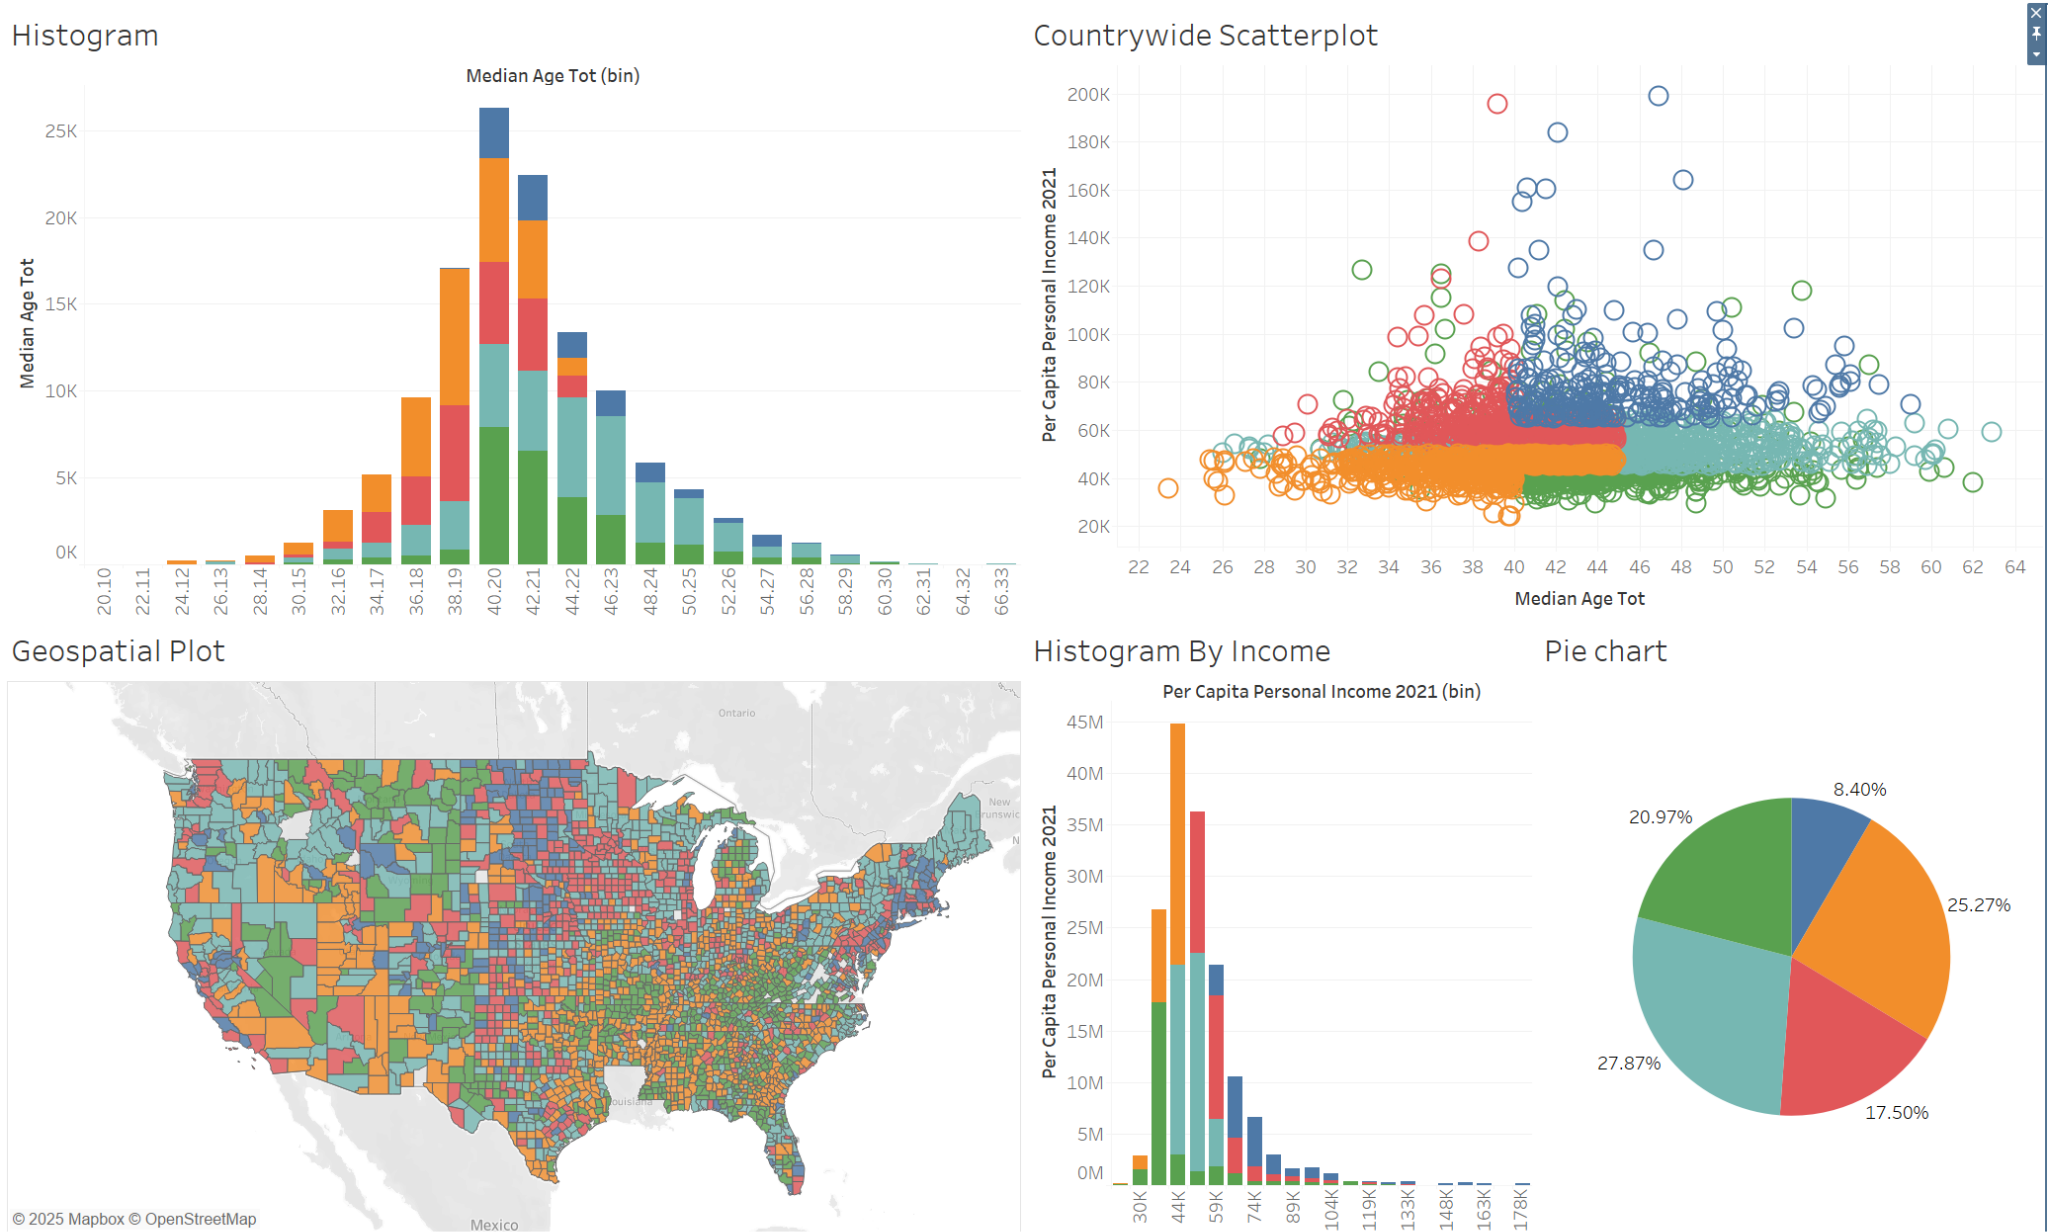 Histogram
Median Age Tot (bin)
Median Age Tot
25K
20K
15K
10K
5K
0K
20.10
22.11
24.12
26.13
28.14
30.15
32.16
34.17
36.18
38.19
40.20
42.21
44.22
46.23
48.24
50.25
52.26
54.27
56.28
58.29
60.30
62.31
64.32
66.33
Countrywide Scatterplot
Per Capita Personal Income 2021
200K
180K
160K
140K
120K
100K
80K
60K
40K
20K
22 24 26 28 30 32 34 36 38 40 42 44 46 48 50 52 54 56 58 60 62 64
Median Age Tot
Geospatial Plot
Ontario
New
runswic
N
ouisiana
Mexico
© 2025 Mapbox © OpenStreetMap
Histogram By Income
Per Capita Personal Income 2021 (bin)
Per Capita Personal Income 2021
45M
40M
35M
30M
25M
20M
15M
10M
5M
0M
30K
44K
59K
74K
89K
104K
119K
133K
148K
163K
178K
Pie chart
8.40%
20.97%
25.27%
27.87%
17.50%